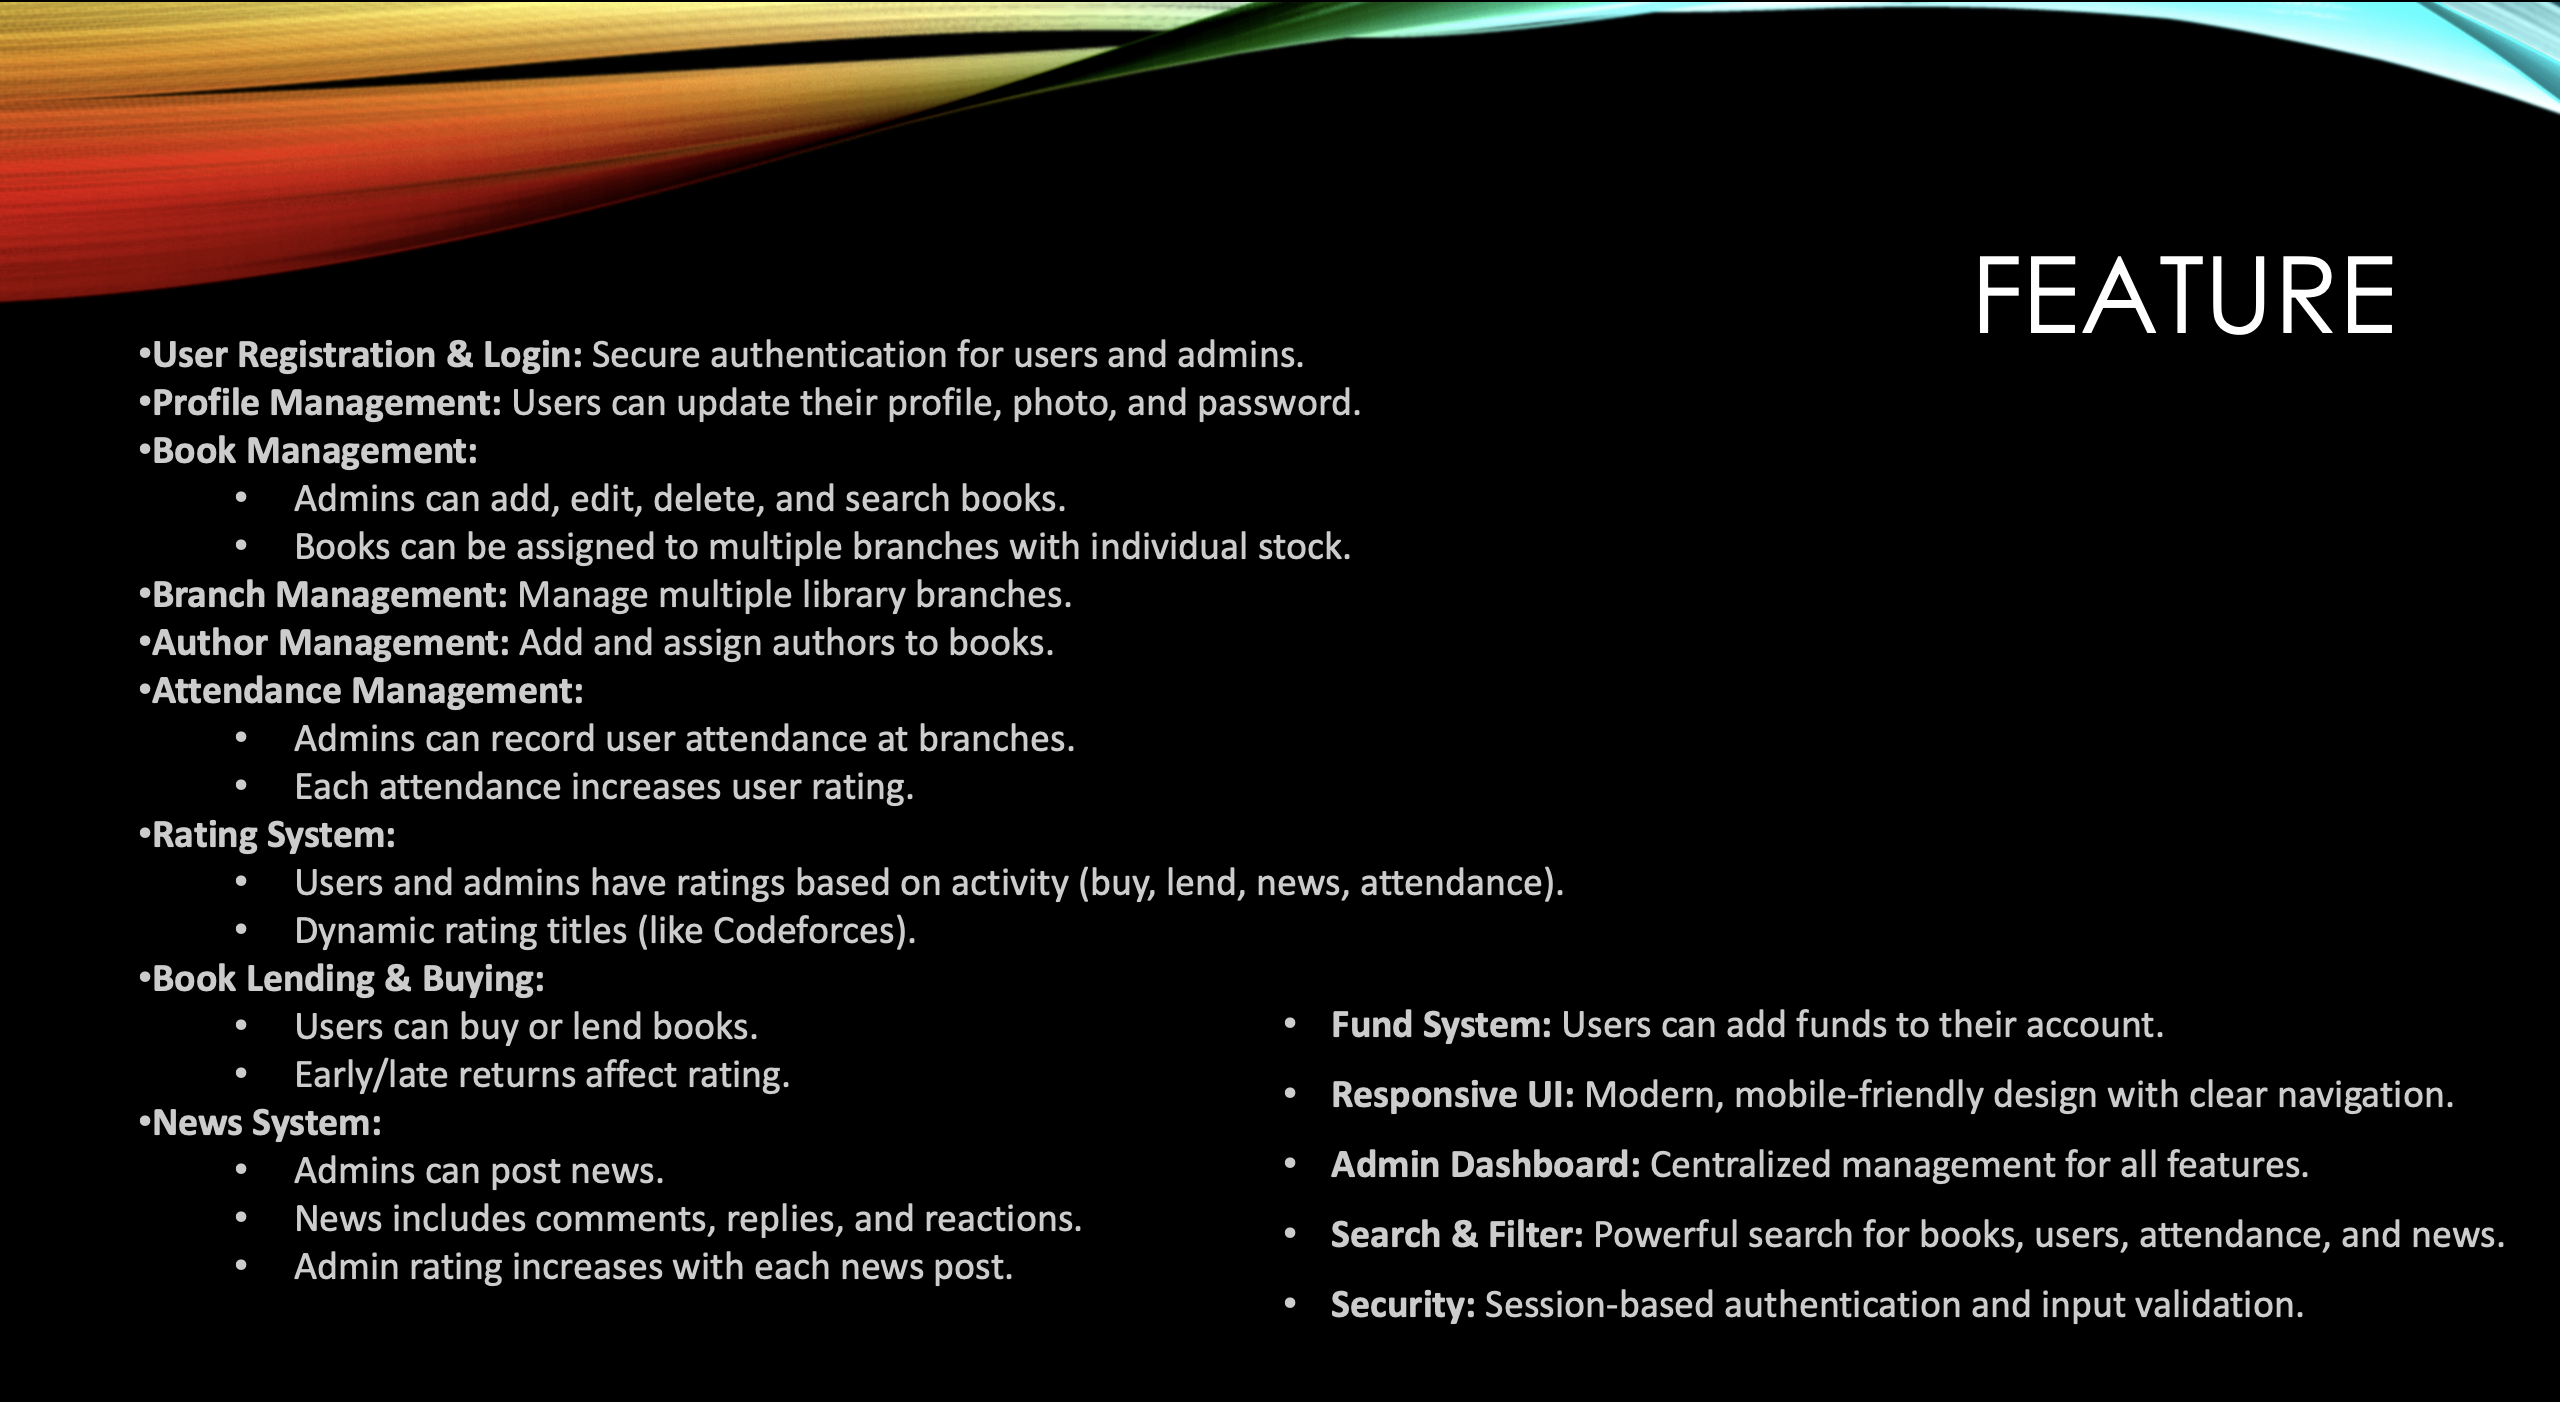 FEATURE
•User Registration & Login: Secure authentication for users and admins.
•Profile Management: Users can update their profile, photo, and password.
•Book Management:
• Admins can add, edit, delete, and search books.
• Books can be assigned to multiple branches with individual stock.
•Branch Management: Manage multiple library branches.
•Author Management: Add and assign authors to books.
•Attendance Management:
• Admins can record user attendance at branches.
• Each attendance increases user rating.
•Rating System:
• Users and admins have ratings based on activity (buy, lend, news, attendance).
• Dynamic rating titles (like Codeforces).
•Book Lending & Buying:
• Users can buy or lend books.
• Early/late returns affect rating.
•News System:
• Admins can post news.
• News includes comments, replies, and reactions.
• Admin rating increases with each news post.
• Fund System: Users can add funds to their account.
• Responsive UI: Modern, mobile-friendly design with clear navigation.
• Admin Dashboard: Centralized management for all features.
• Search & Filter: Powerful search for books, users, attendance, and news.
• Security: Session-based authentication and input validation.